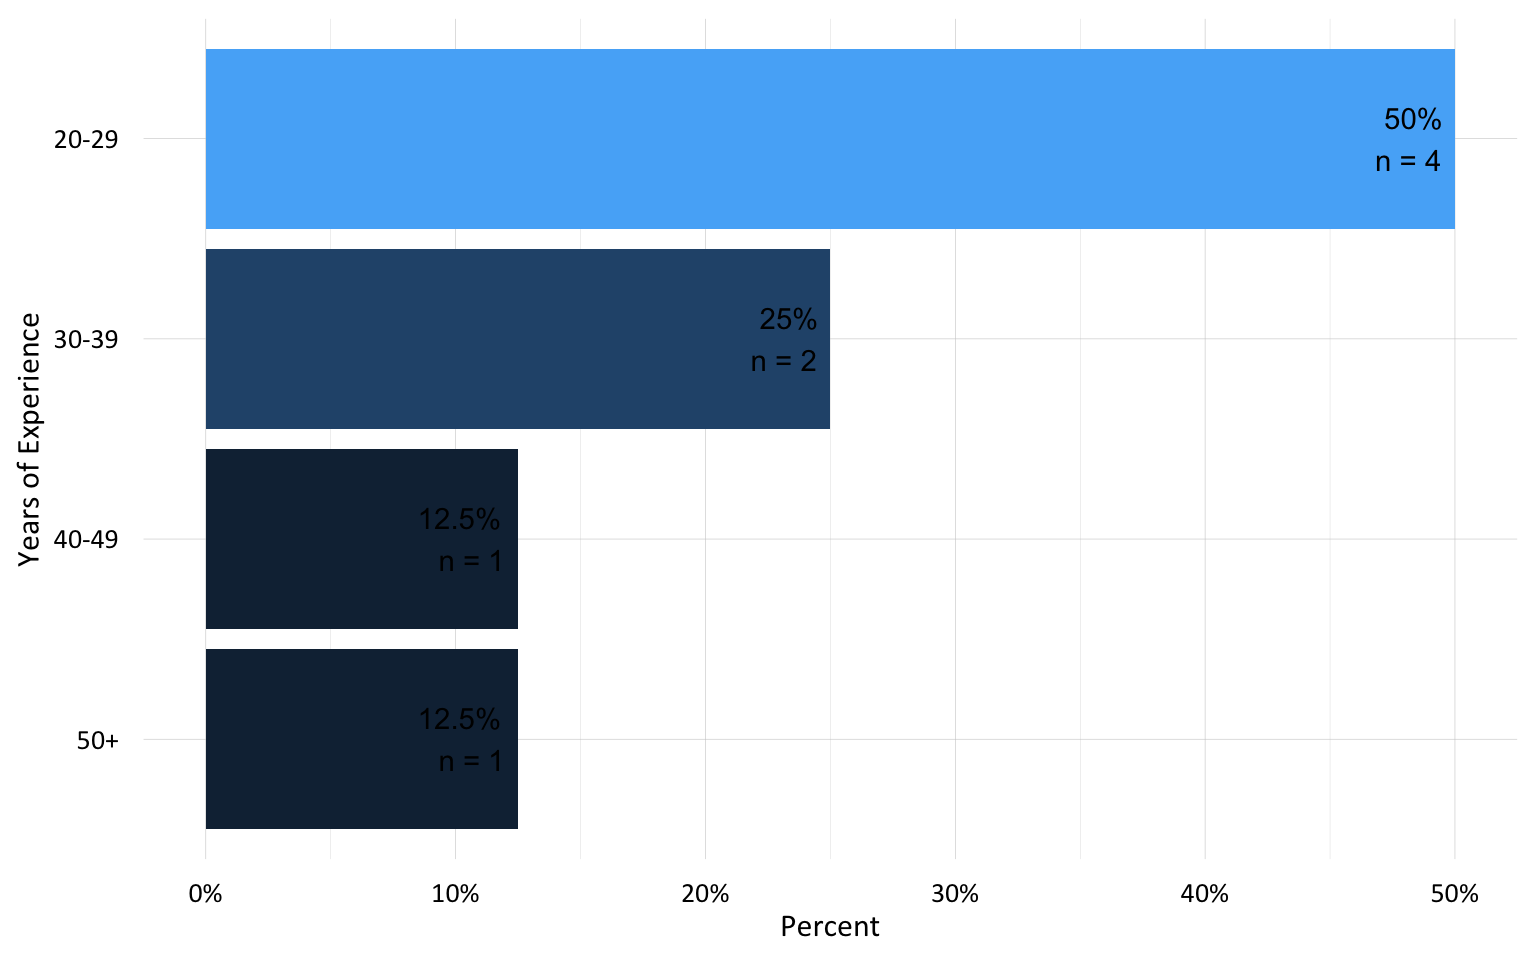 50%
n = 4
20-29
25%
n = 2
30-39
12.5%
n = 1
40-49
12.5%
n = 1
50+
Years of Experience
0% 10% 20% 30% 40% 50%
Percent